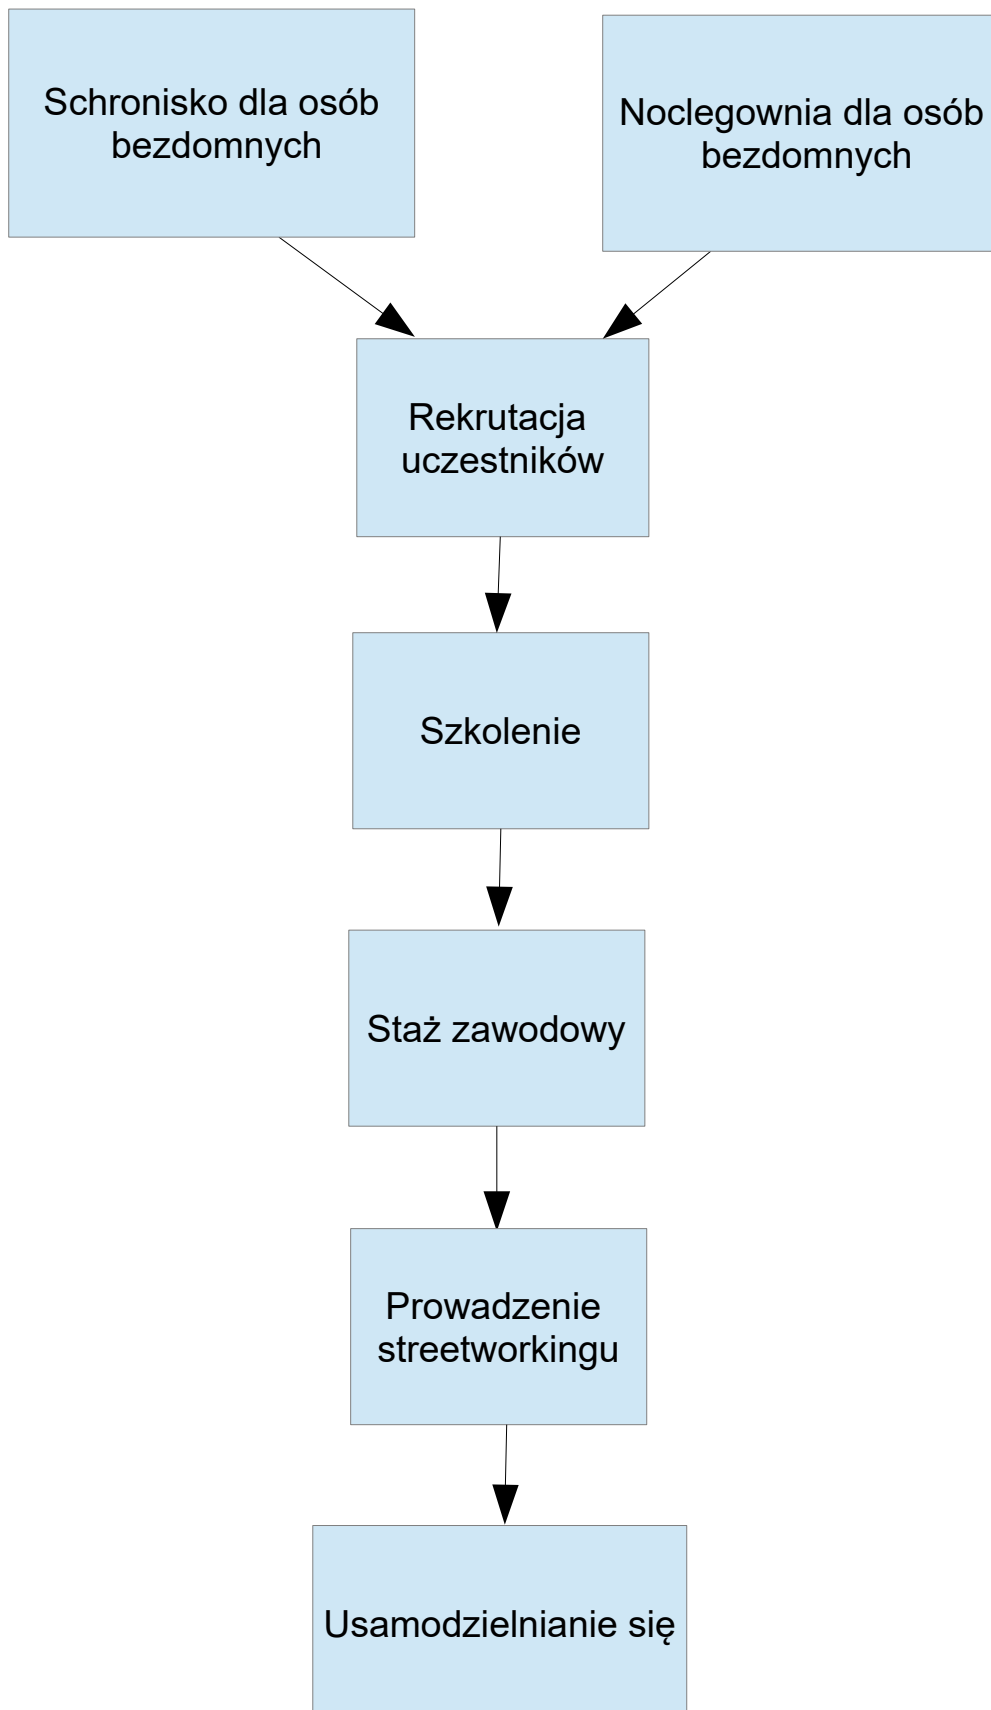 Schronisko dla osób
bezdomnych
Noclegownia dla osób
bezdomnych
Rekrutacja
uczestników
Szkolenie
Staż zawodowy
Prowadzenie
streetworkingu
Usamodzielnianie się